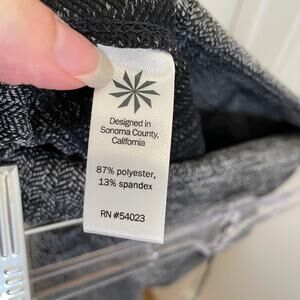 Designed in
Sonoma County,
California
87% polyester,
13% spandex
RN #54023